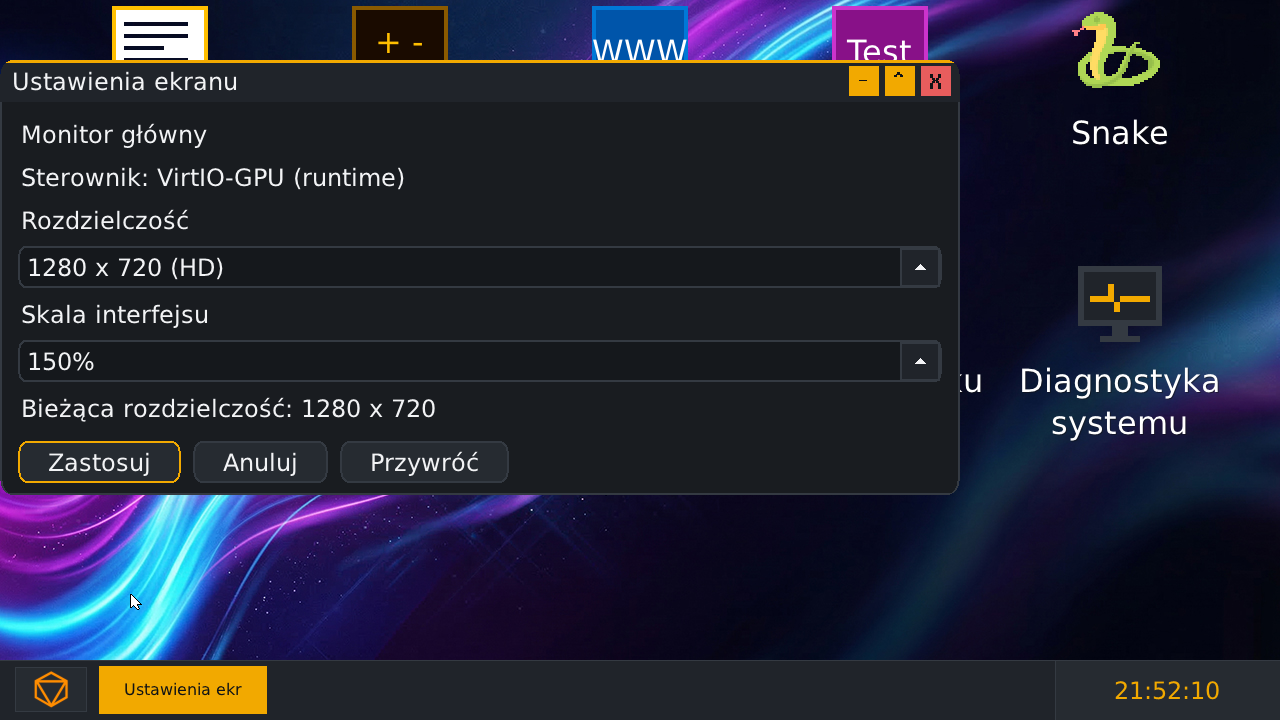 + -
WWW
Test
Snake
Ustawienia ekranu
Monitor główny
Sterownik: VirtIO-GPU (runtime)
Rozdzielczość
1280 x 720 (HD)
Skala interfejsu
150%
ku
Diagnostyka
systemu
Bieżąca rozdzielczość: 1280 x 720
Zastosuj
Anuluj
Przywróć
Ustawienia ekr
21:52:10